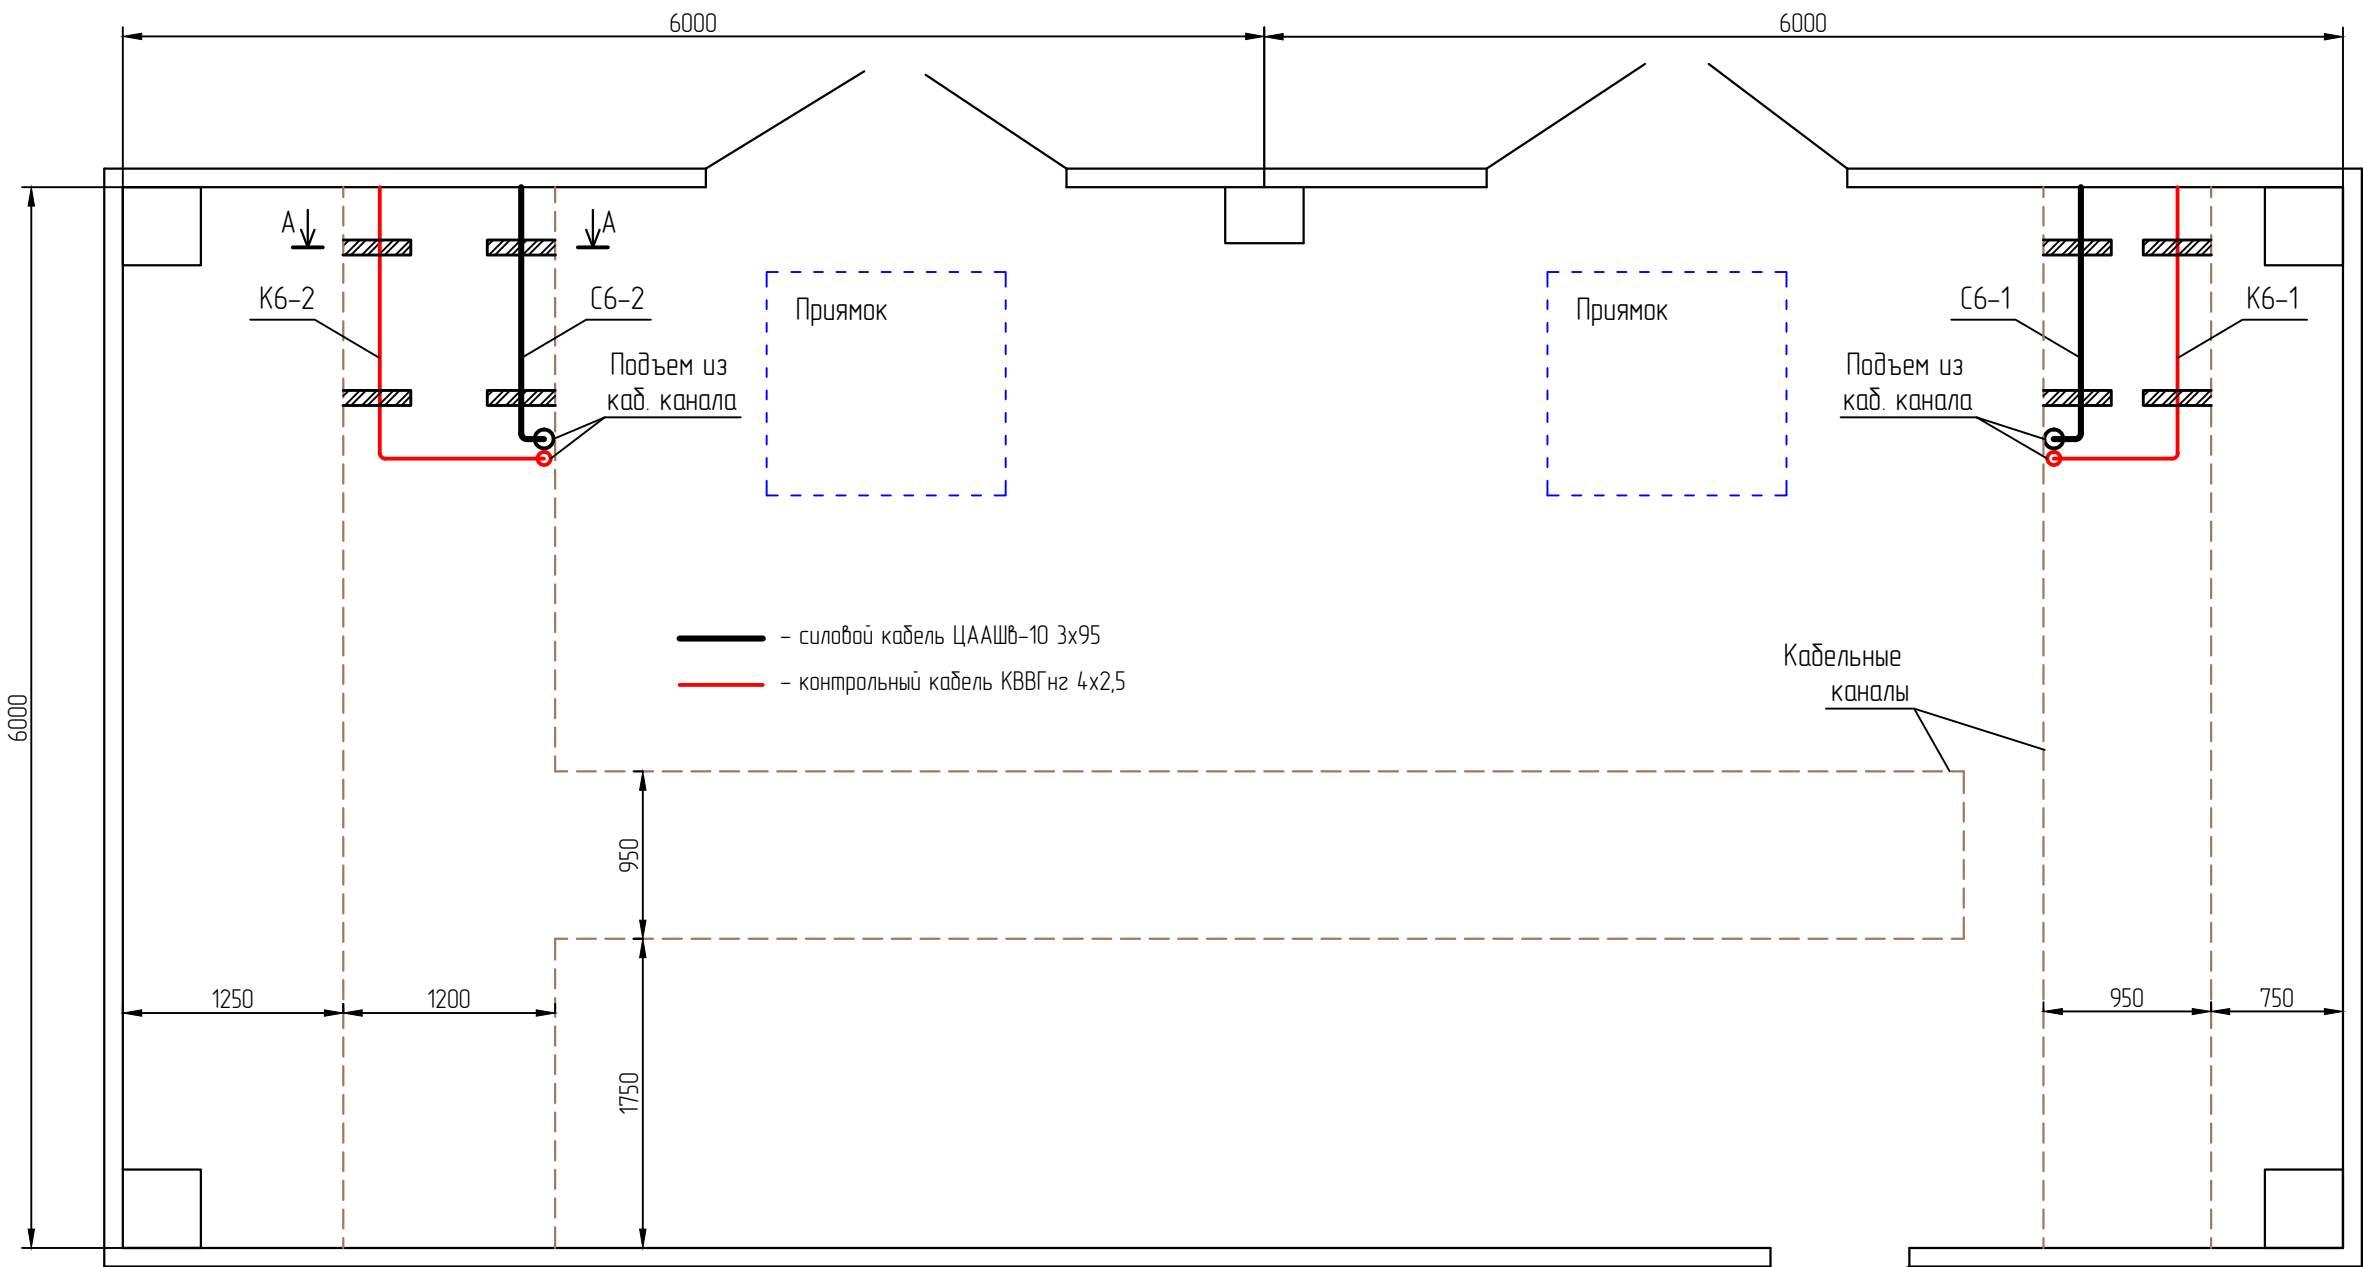 6000
6000
А
А
К6-2
С6-2
Приямок
Приямок
С6-1
К6-1
Подъем из
каб. канала
Подъем из
каб. канала
- силовой кабель ЦААШв-10 3х95
- контрольный кабель КВВГнг 4х2,5
Кабельные
каналы
6000
950
1250
1200
950
750
1750